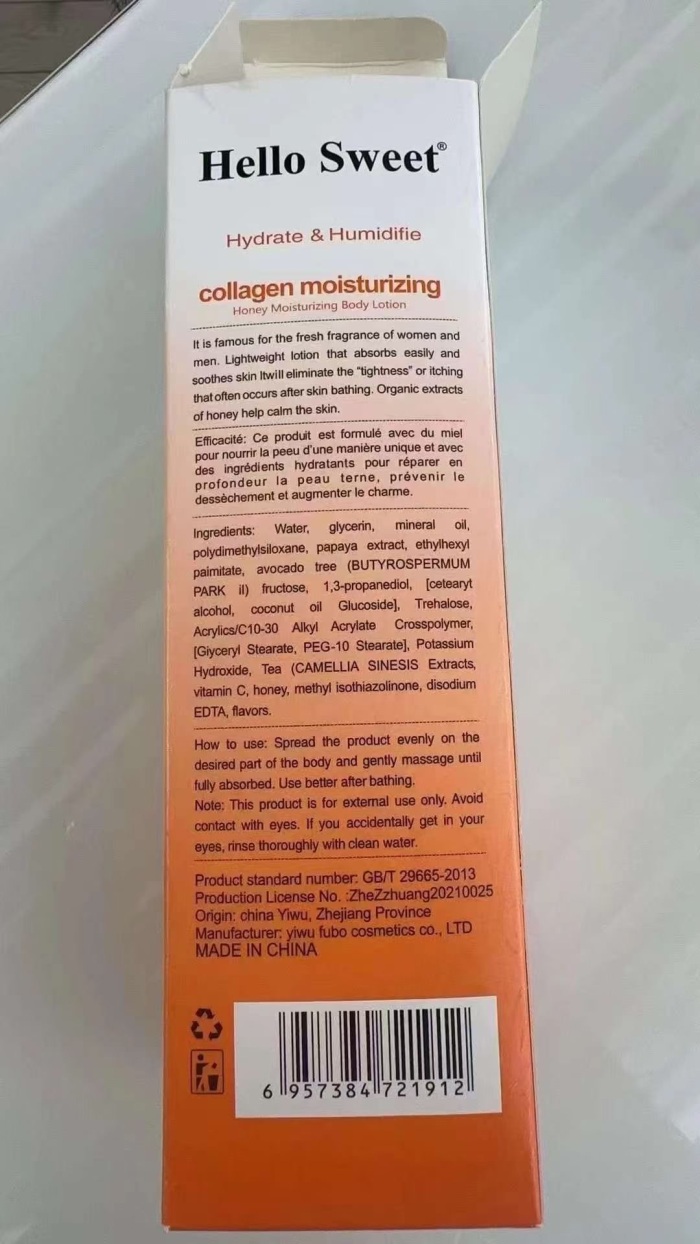 Hello Sweet®
Hydrate & Humidifie
collagen moisturizing
Honey Moisturizing Body Lotion
It is famous for the fresh fragrance of women and
men. Lightweight lotion that absorbs easily and
soothes skin Itwill eliminate the "tightness" or itching
that often occurs after skin bathing. Organic extracts
of honey help calm the skin.
Efficacité: Ce produit est formulé avec du miel
pour nourrir la peeu d'une manière unique et avec
des ingrédients hydratants pour réparer en
profondeur la peau terne, prévenir le
dessèchement et augmenter le charme.
Ingredients: Water, glycerin, mineral oil,
polydimethylsiloxane, papaya extract, ethylhexyl
paimitate, avocado tree (BUTYROSPERMUM
PARK il) fructose, 1,3-propanediol, [cetearyt
alcohol, coconut oil Glucoside], Trehalose,
Acrylics/C10-30 Alkyl Acrylate Crosspolymer,
[Giyceryl Stearate, PEG-10 Stearate], Potassium
Hydroxide, Tea (CAMELLIA SINESIS Extracts,
vitamin C, honey, methyl isothiazolinone, disodium
EDTA, flavors.
How to use: Spread the product evenly on the
desired part of the body and gently massage until
fully absorbed. Use better after bathing.
Note: This product is for external use only. Avoid
contact with eyes. If you accidentally get in your
eyes, rinse thoroughly with clean water.
Product standard number: GB/T 29665-2013
Production License No. :ZheZzhuang20210025
Origin: china Yiwu, Zhejiang Province
Manufacturer: yiwu fubo cosmetics co., LTD
MADE IN CHINA
6 957384 721912